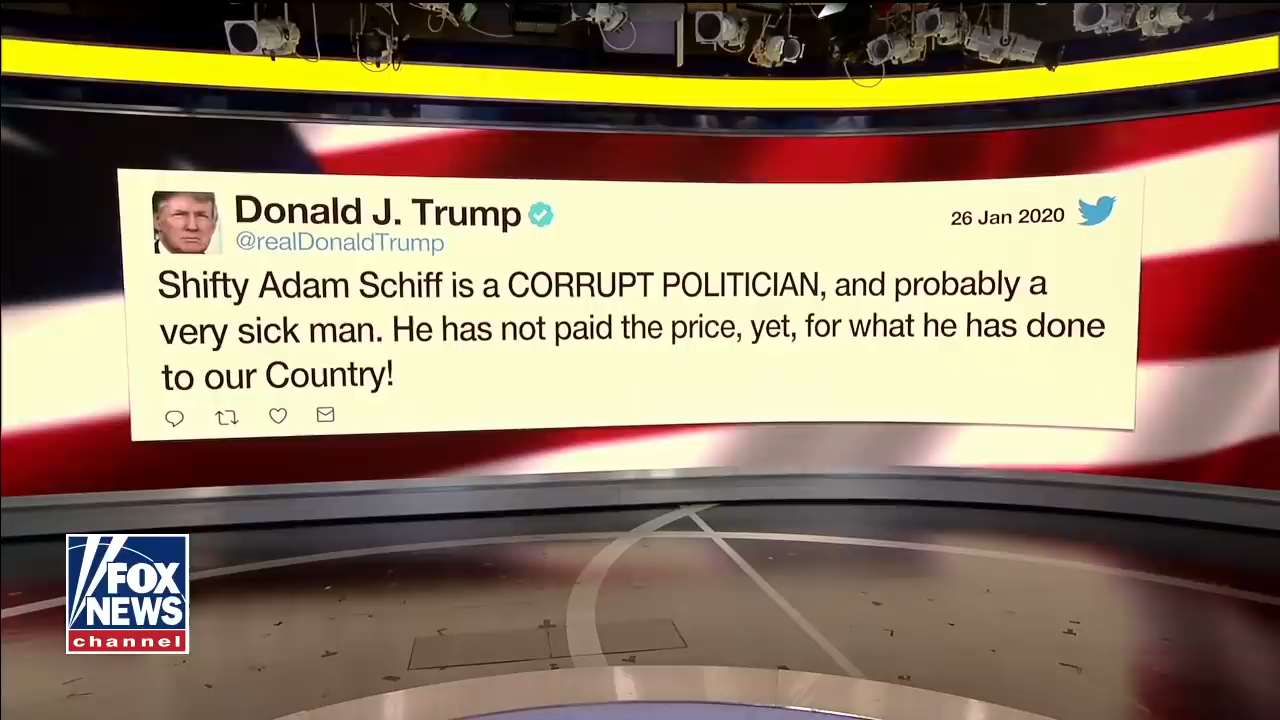 Donald J. Trump
@realDonaldTrump
26 Jan 2020
Shifty Adam Schiff is a CORRUPT POLITICIAN, and probably a
very sick man. He has not paid the price, yet, for what he has done
to our Country!
FOX
NEWS
channel